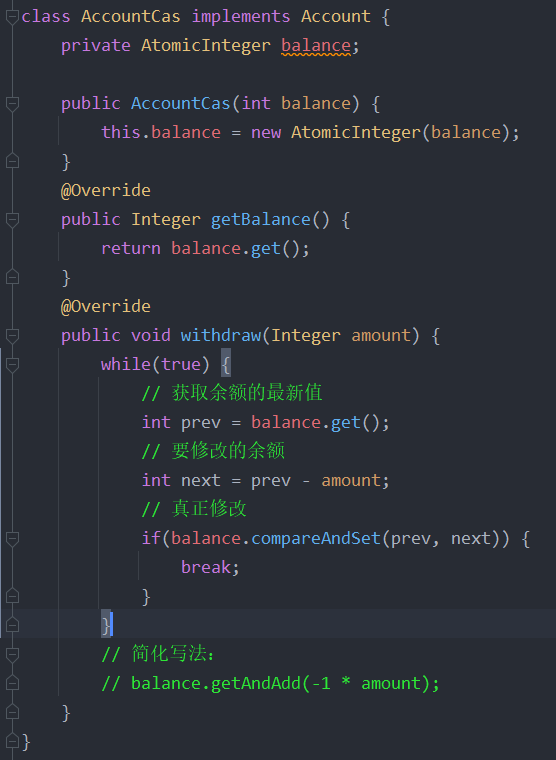 class AccountCas implements Account {
    private AtomicInteger balance;

    public AccountCas(int balance) {
        this.balance = new AtomicInteger(balance);
    }
    @Override
    public Integer getBalance() {
        return balance.get();
    }
    @Override
    public void withdraw(Integer amount) {
        while(true) {
            // 获取余额的最新值
            int prev = balance.get();
            // 要修改的余额
            int next = prev - amount;
            // 真正修改
            if(balance.compareAndSet(prev, next)) {
                break;
            }
        }
        // 简化写法：
        // balance.getAndAdd(-1 * amount);
    }
}